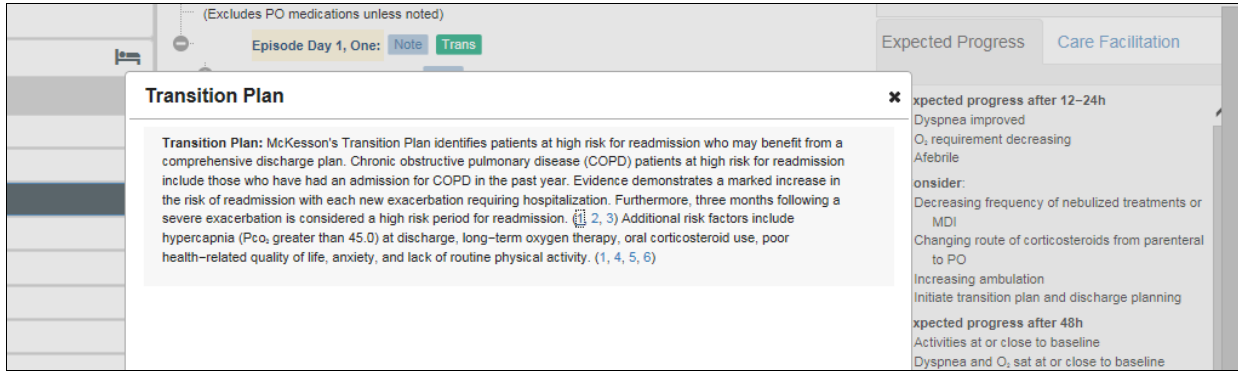 (Excludes PO medications unless noted)
Episode Day 1, One: Note Trans
Expected Progress Care Facilitation
Transition Plan
Transition Plan: McKesson's Transition Plan identifies patients at high risk for readmission who may benefit from a
comprehensive discharge plan. Chronic obstructive pulmonary disease (COPD) patients at high risk for readmission
include those who have had an admission for COPD in the past year. Evidence demonstrates a marked increase in
the risk of readmission with each new exacerbation requiring hospitalization. Furthermore, three months following a
severe exacerbation is considered a high risk period for readmission. (1, 2, 3) Additional risk factors include
hypercapnia (Pco₂ greater than 45.0) at discharge, long−term oxygen therapy, oral corticosteroid use, poor
health−related quality of life, anxiety, and lack of routine physical activity. (1, 4, 5, 6)
xpected progress after 12−24h
Dyspnea improved
O₂ requirement decreasing
Afebrile
onsider:
Decreasing frequency of nebulized treatments or
MDI
Changing route of corticosteroids from parenteral
to PO
Increasing ambulation
Initiate transition plan and discharge planning
xpected progress after 48h
Activities at or close to baseline
Dyspnea and O₂ sat at or close to baseline